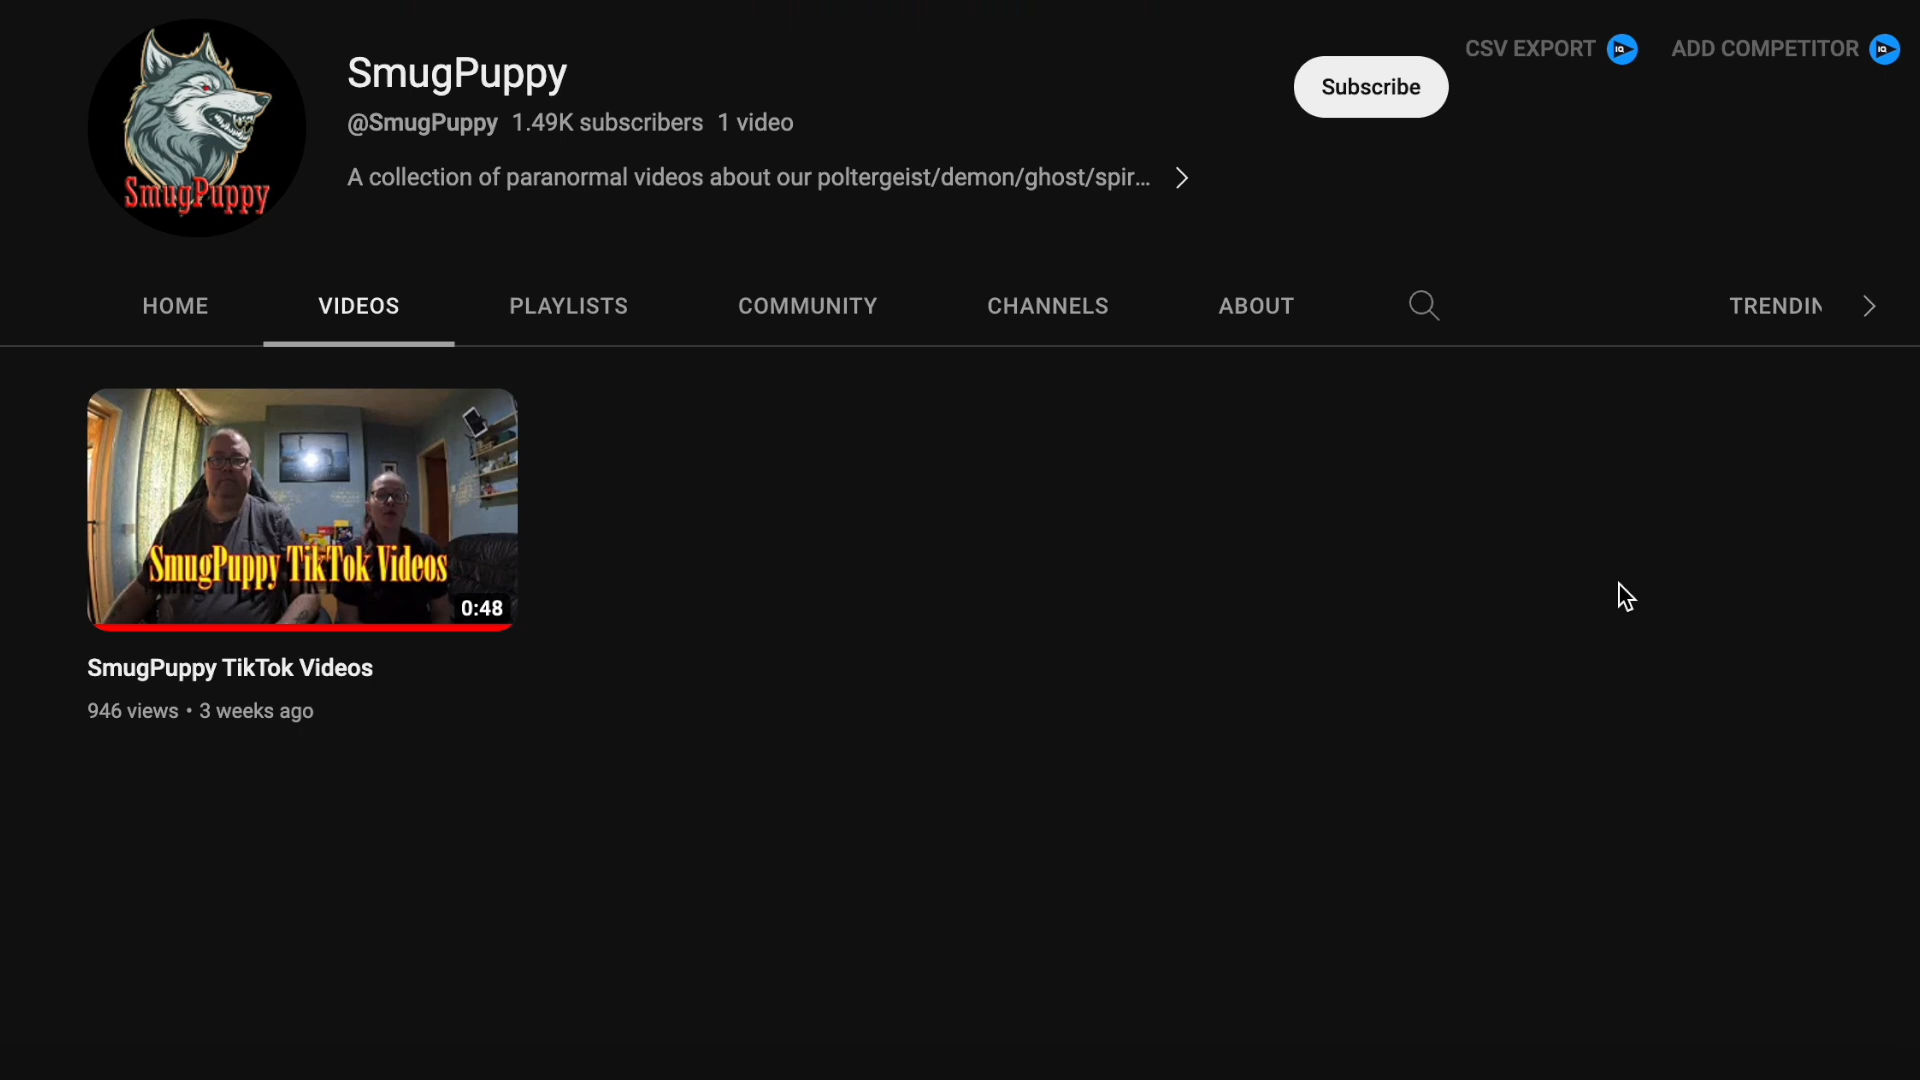 SmugPuppy
SmugPuppy
@SmugPuppy 1.49K subscribers 1 video
A collection of paranormal videos about our poltergeist/demon/ghost/spir...
Subscribe
CSV EXPORT IQ
ADD COMPETITOR IQ
HOME VIDEOS PLAYLISTS COMMUNITY CHANNELS ABOUT TRENDIN
SmugPuppy TikTok Videos
0:48
SmugPuppy TikTok Videos
946 views • 3 weeks ago